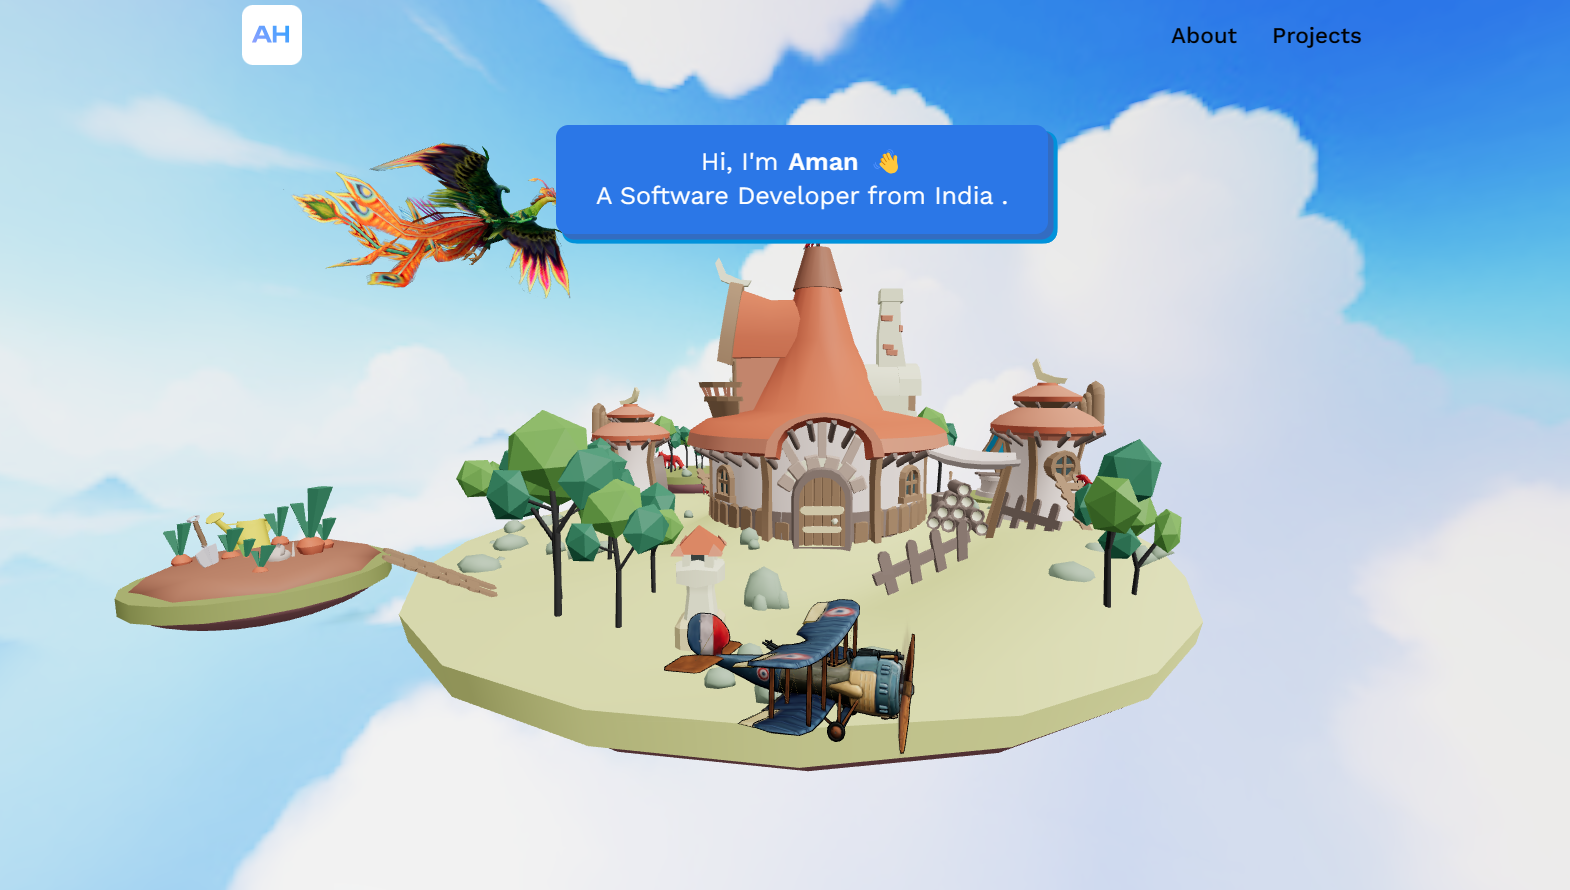 AH
About Projects
Hi, I'm Aman 👋
A Software Developer from India .